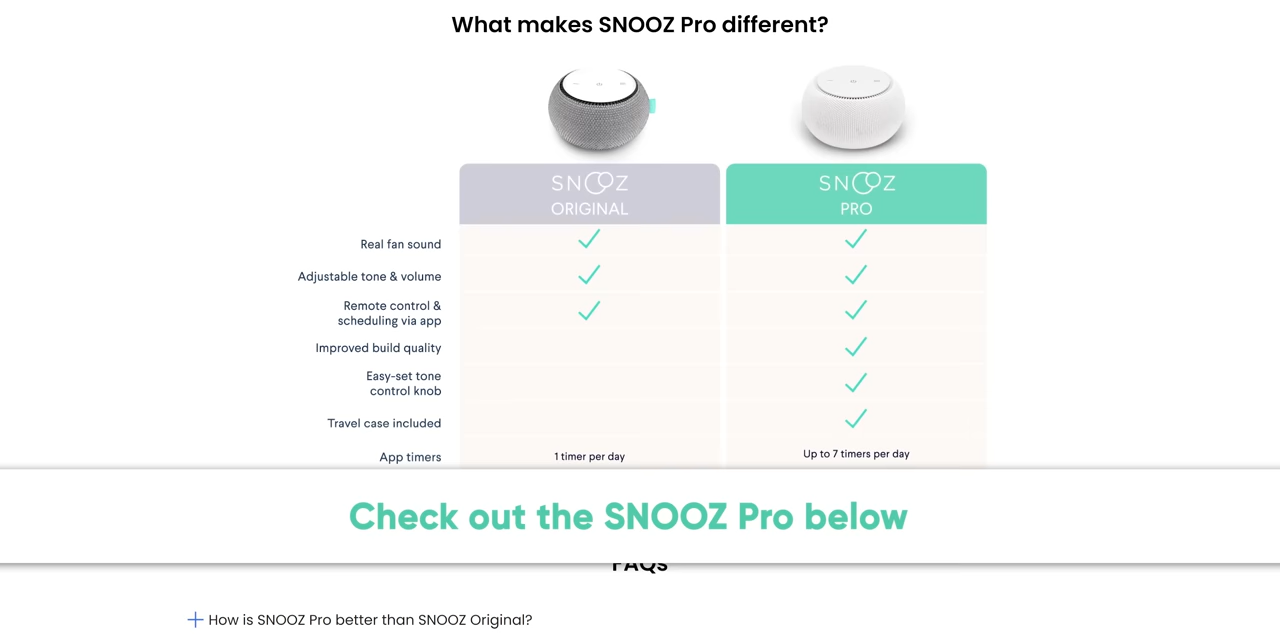 What makes SNOOZ Pro different?
SNOOZ SNOOZ
ORIGINAL PRO
Real fan sound
Adjustable tone & volume
Remote control &
scheduling via app
Improved build quality
Easy-set tone
control knob
Travel case included
App timers 1 timer per day Up to 7 timers per day
Check out the SNOOZ Pro below
FAQs
How is SNOOZ Pro better than SNOOZ Original?